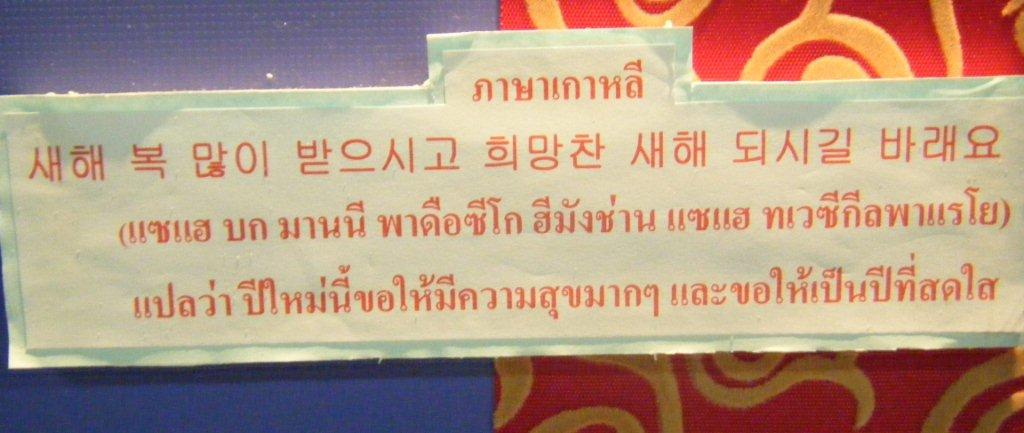 ภาษาเกาหลี
새해 복 많이 받으시고 희망찬 새해 되시길 바래요
(แซแฮ บก มานนี พาดือซีโก ฮีมังช่าน แซแฮ ทเวซีกีลพาแรโย)
แปลว่า ปีใหม่นี้ขอให้มีความสุขมากๆ และขอให้เป็นปีที่สดใส